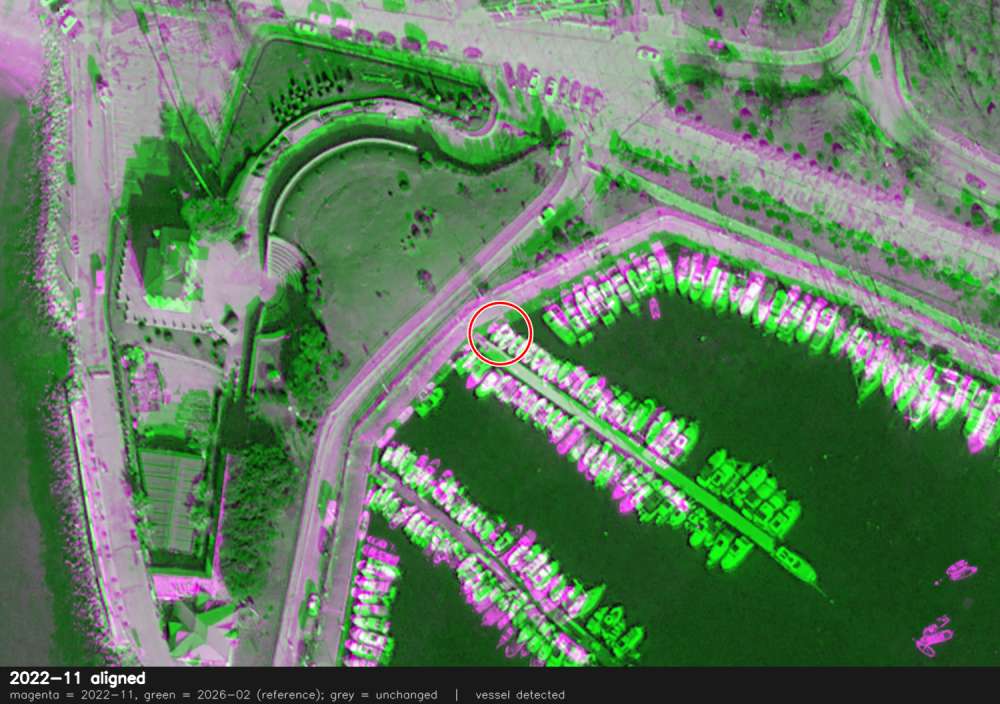 2022-11 aligned
magenta = 2022-11, green = 2026-02 (reference); grey = unchanged | vessel detected